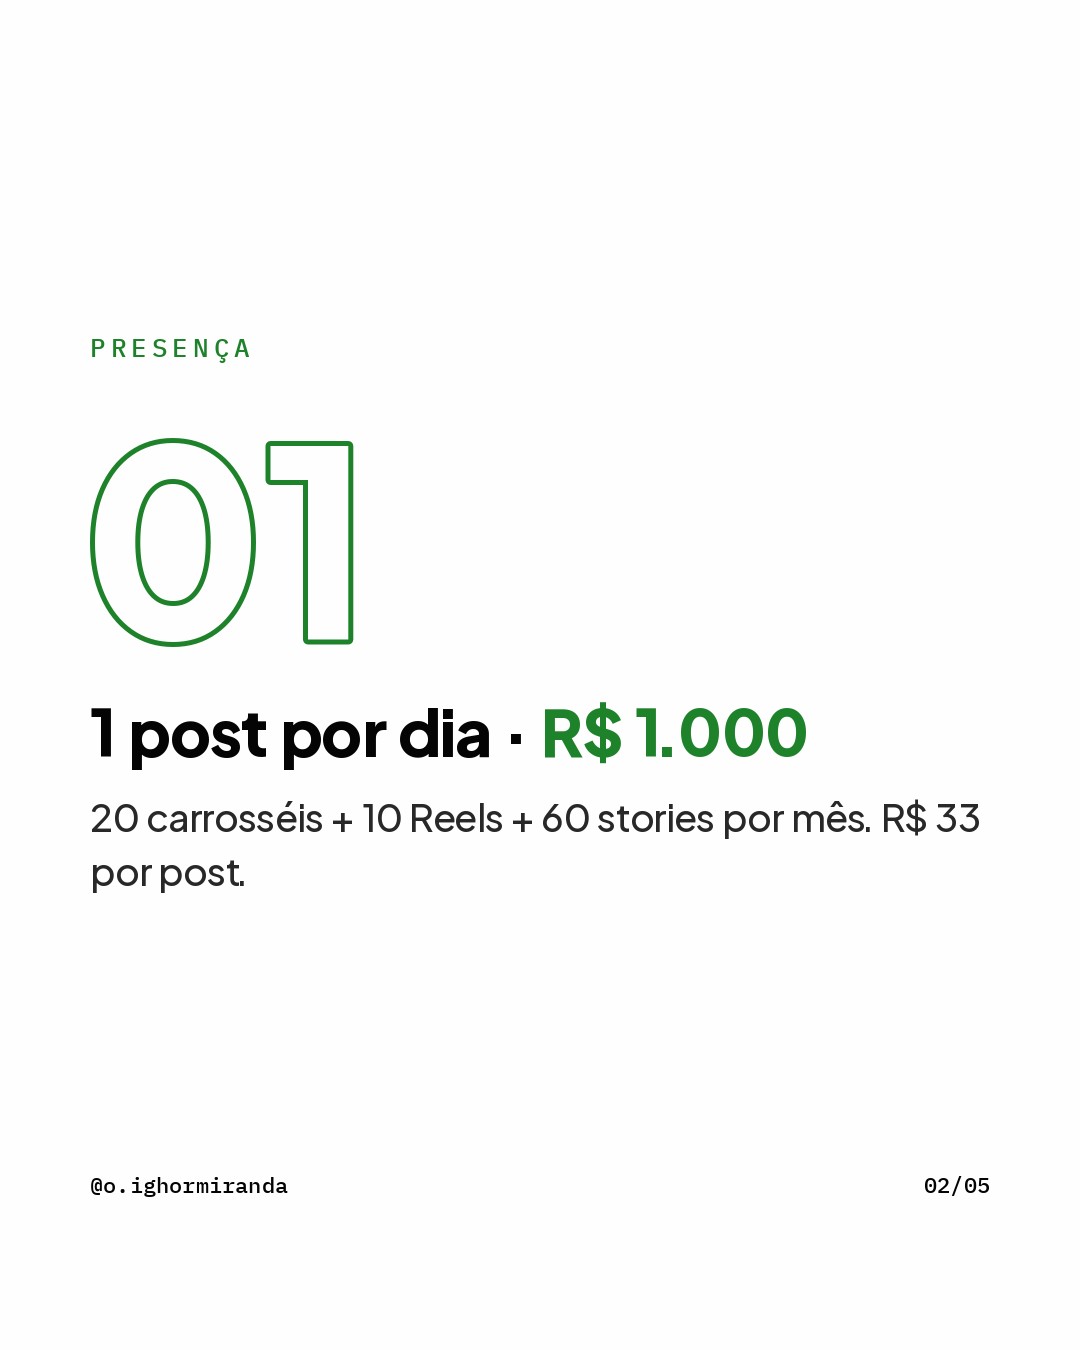 PRESENÇA
01
1 post por dia · R$ 1.000
20 carrosséis + 10 Reels + 60 stories por mês. R$ 33
por post.
@o.ighormiranda
02/05